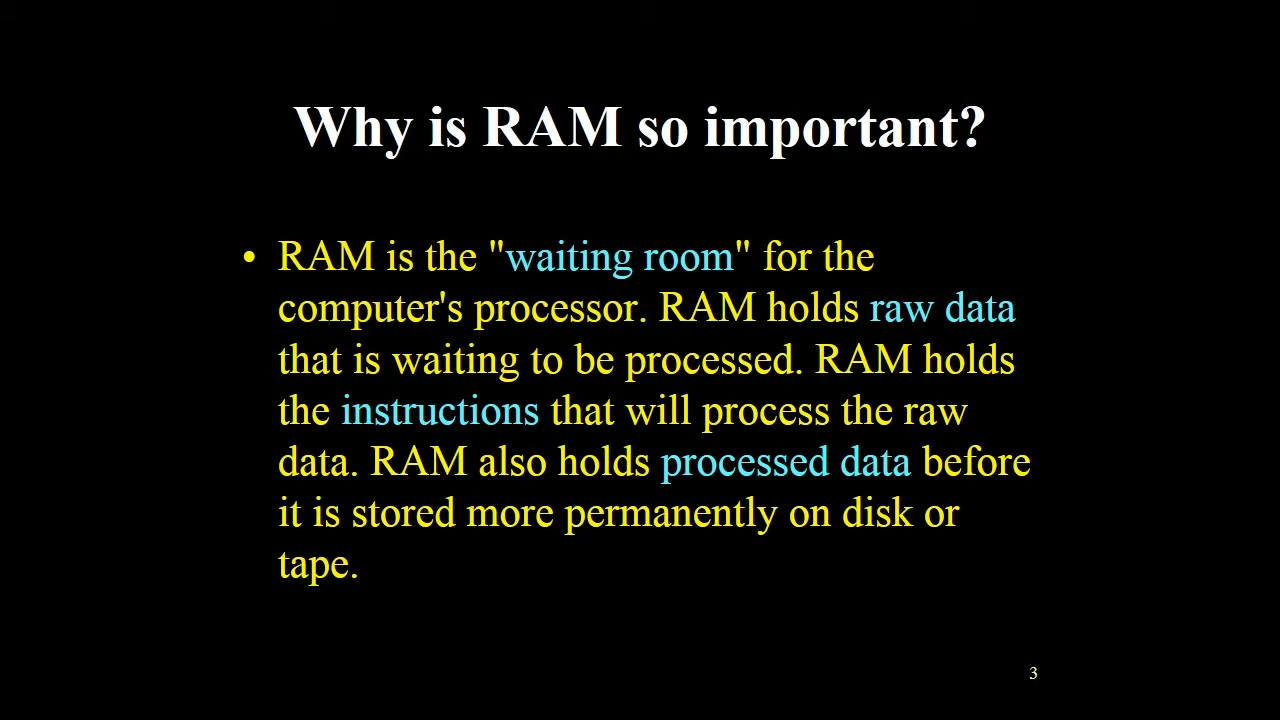 Why is RAM so important?
• RAM is the "waiting room" for the
computer's processor. RAM holds raw data
that is waiting to be processed. RAM holds
the instructions that will process the raw
data. RAM also holds processed data before
it is stored more permanently on disk or
tape.
3